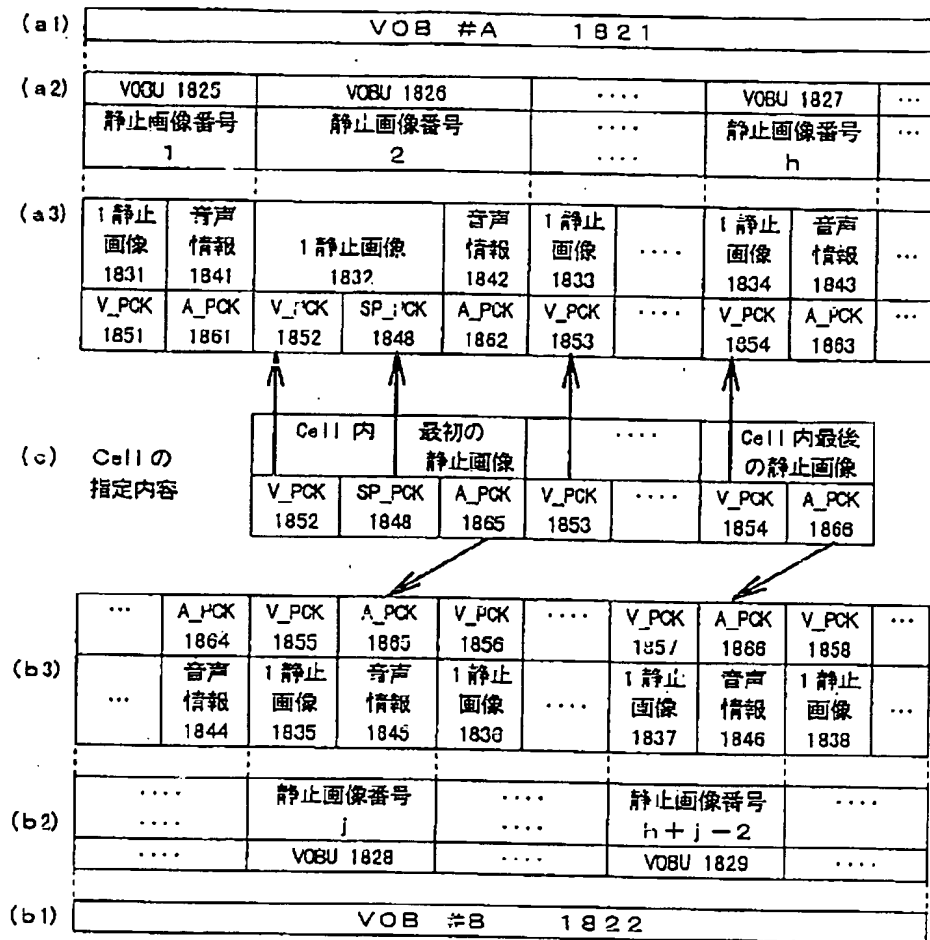 (a1) VOB #A 1821
(a2) VOBU 1825 VOBU 1826 ‥‥ VOBU 1827 …
静止画像番号 静止画像番号 ‥‥ 静止画像番号 …
1 2 ‥‥ h
(a3) 1静止 音声 1静止画像 音声 1静止 ‥‥ 1静止 音声 …
画像 情報 1832 情報 画像 画像 情報
1831 1841 1842 1833 1834 1843
V_PCK A_PCK V_PCK SP_PCK A_PCK V_PCK ‥‥ V_PCK A_PCK …
1851 1861 1852 1848 1862 1853 1854 1863
(c) Cellの
指定内容
Cell内 最初の ‥‥ Cell内最後
静止画像 の静止画像
V_PCK SP_PCK A_PCK V_PCK ‥‥ V_PCK A_PCK
1852 1848 1865 1853 1854 1866
… A_PCK V_PCK A_PCK V_PCK ‥‥ V_PCK A_PCK V_PCK …
1864 1855 1865 1856 1857 1866 1858
(b3) … 音声 1静止 音声 1静止 ‥‥ 1静止 音声 1静止 …
情報 画像 情報 画像 画像 情報 画像
1844 1835 1845 1836 1837 1846 1838
(b2) ‥‥ 静止画像番号 ‥‥ 静止画像番号 ‥‥
‥‥ j ‥‥ h+j-2
‥‥ VOBU 1828 ‥‥ VOBU 1829 ‥‥
(b1) VOB #B 1822